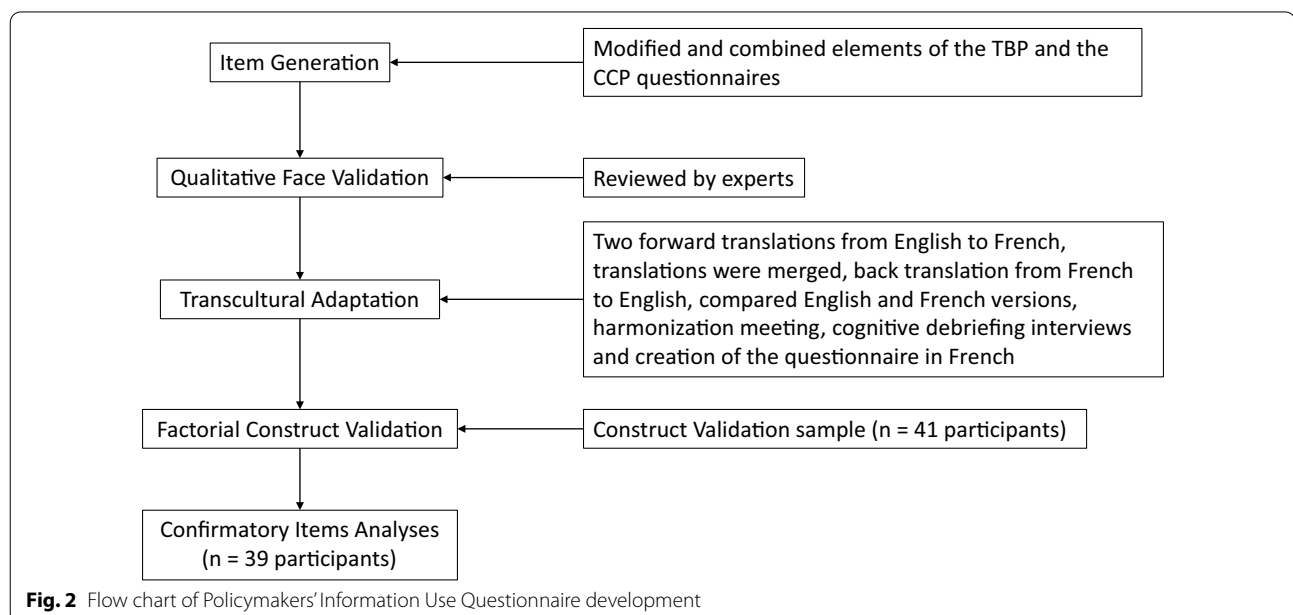 Item Generation
Modified and combined elements of the TBP and the
CCP questionnaires
Qualitative Face Validation
Reviewed by experts
Transcultural Adaptation
Two forward translations from English to French,
translations were merged, back translation from French
to English, compared English and French versions,
harmonization meeting, cognitive debriefing interviews
and creation of the questionnaire in French
Factorial Construct Validation
Construct Validation sample (n = 41 participants)
Confirmatory Items Analyses
(n = 39 participants)
Fig. 2 Flow chart of Policymakers' Information Use Questionnaire development